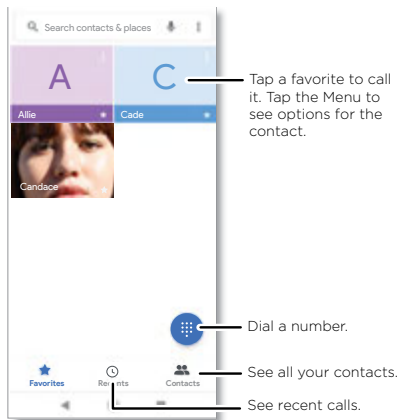 Search contacts & places
A
C
Allie
Cade
Candace
Tap a favorite to call
it. Tap the Menu to
see options for the
contact.
Dial a number.
Favorites
Recents
Contacts
See all your contacts.
See recent calls.